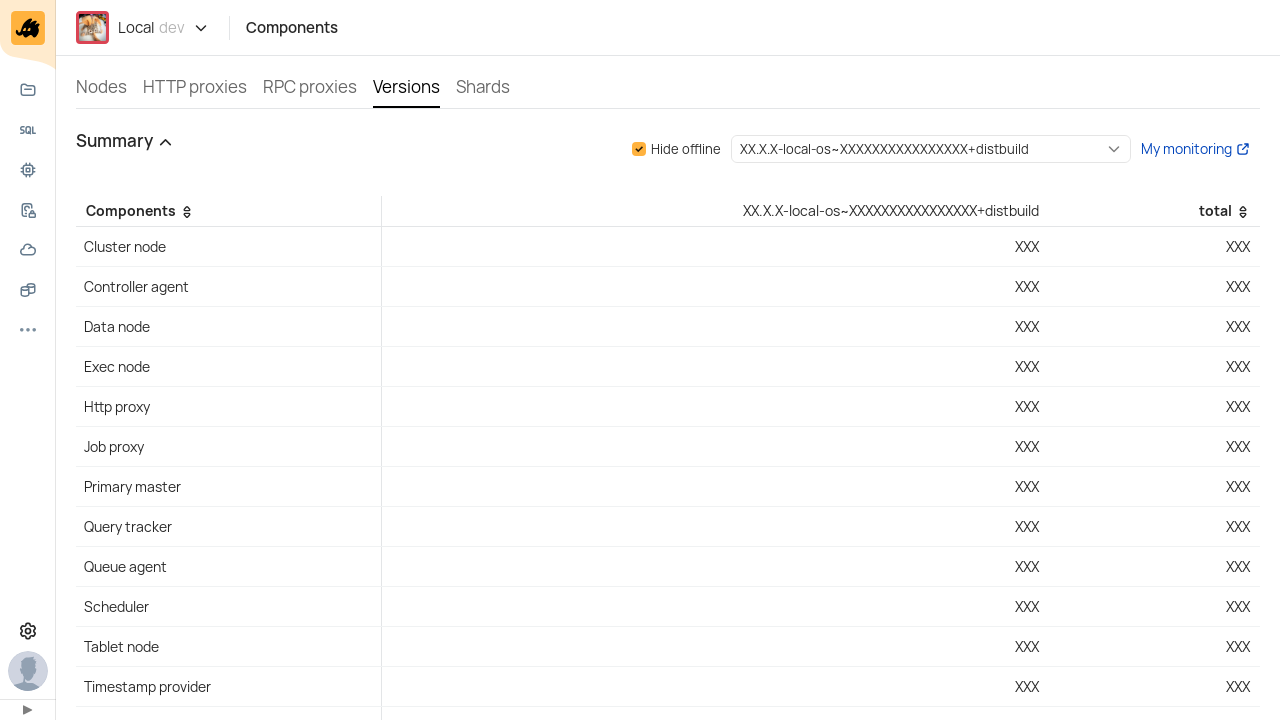 Local dev
Components
Nodes HTTP proxies RPC proxies Versions Shards
Summary
Hide offline
XX.X.X-local-os~XXXXXXXXXXXXXXXX+distbuild
My monitoring
SQL
Components XX.X.X-local-os~XXXXXXXXXXXXXXXX+distbuild total
Cluster node XXX XXX
Controller agent XXX XXX
Data node XXX XXX
Exec node XXX XXX
Http proxy XXX XXX
Job proxy XXX XXX
Primary master XXX XXX
Query tracker XXX XXX
Queue agent XXX XXX
Scheduler XXX XXX
Tablet node XXX XXX
Timestamp provider XXX XXX